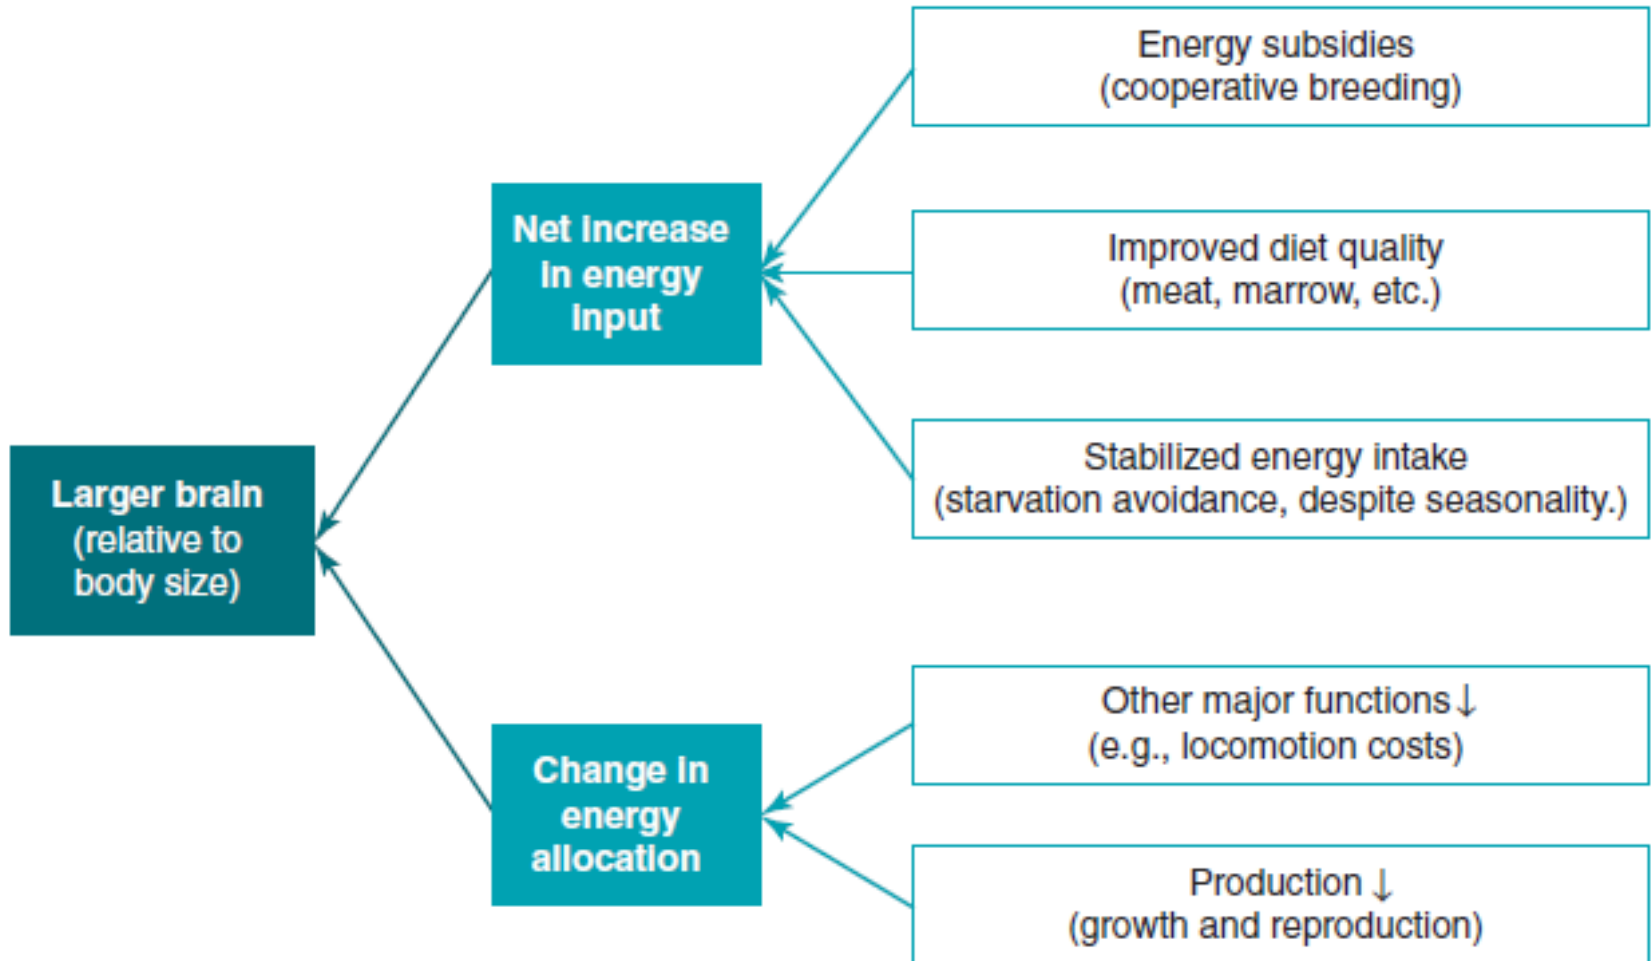 Energy subsidies
(cooperative breeding)
Net increase
in energy
input
Improved diet quality
(meat, marrow, etc.)
Stabilized energy intake
(starvation avoidance, despite seasonality.)
Larger brain
(relative to
body size)
Other major functions ↓
(e.g., locomotion costs)
Change in
energy
allocation
Production ↓
(growth and reproduction)